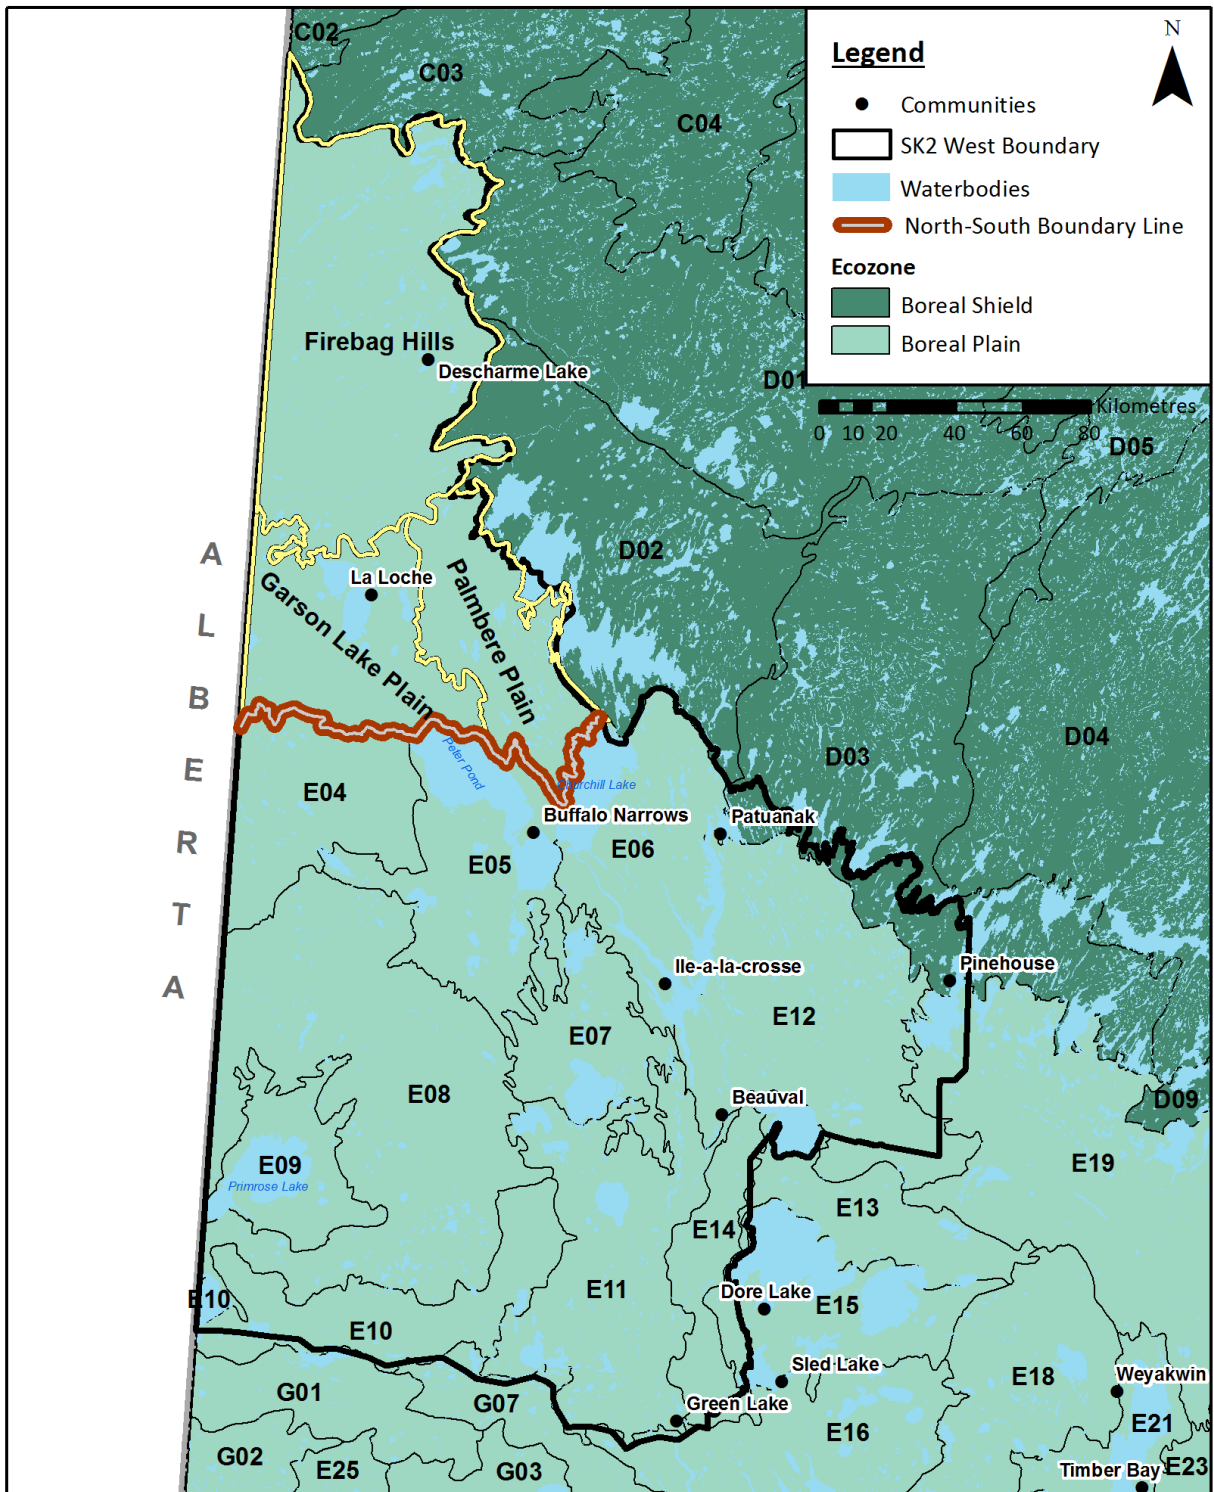 C02
C03
C04
N
Legend
Communities
SK2 West Boundary
Waterbodies
North-South Boundary Line
Ecozone
Boreal Shield
Boreal Plain
Kilometres
0 10 20 40 60 80
Firebag Hills
Descharme Lake
D01
D05
D02
La Loche
Garson Lake Plain
Palmbere Plain
ALBERTA
D03
D04
E04
Peter Pond
Churchill Lake
Buffalo Narrows
Patuanak
E05
E06
Ile-a-la-crosse
Pinehouse
E12
E07
E08
Beauval
D09
E09
Primrose Lake
E19
E13
E14
E10
E11
Dore Lake
E15
E10
Sled Lake
E18
Weyakwin
G01
G07
Green Lake
E21
E16
G02
E25
G03
Timber Bay
E23